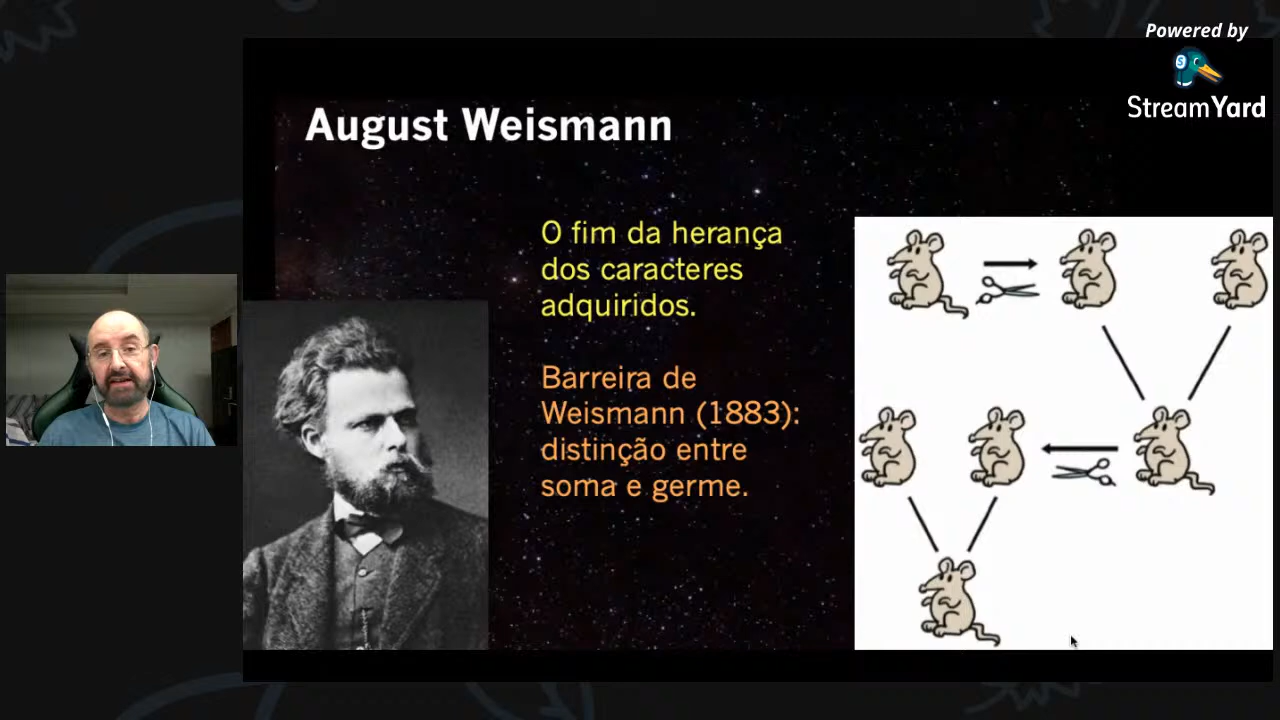 Powered by
StreamYard
August Weismann
O fim da herança
dos caracteres
adquiridos.
Barreira de
Weismann (1883):
distinção entre
soma e germe.